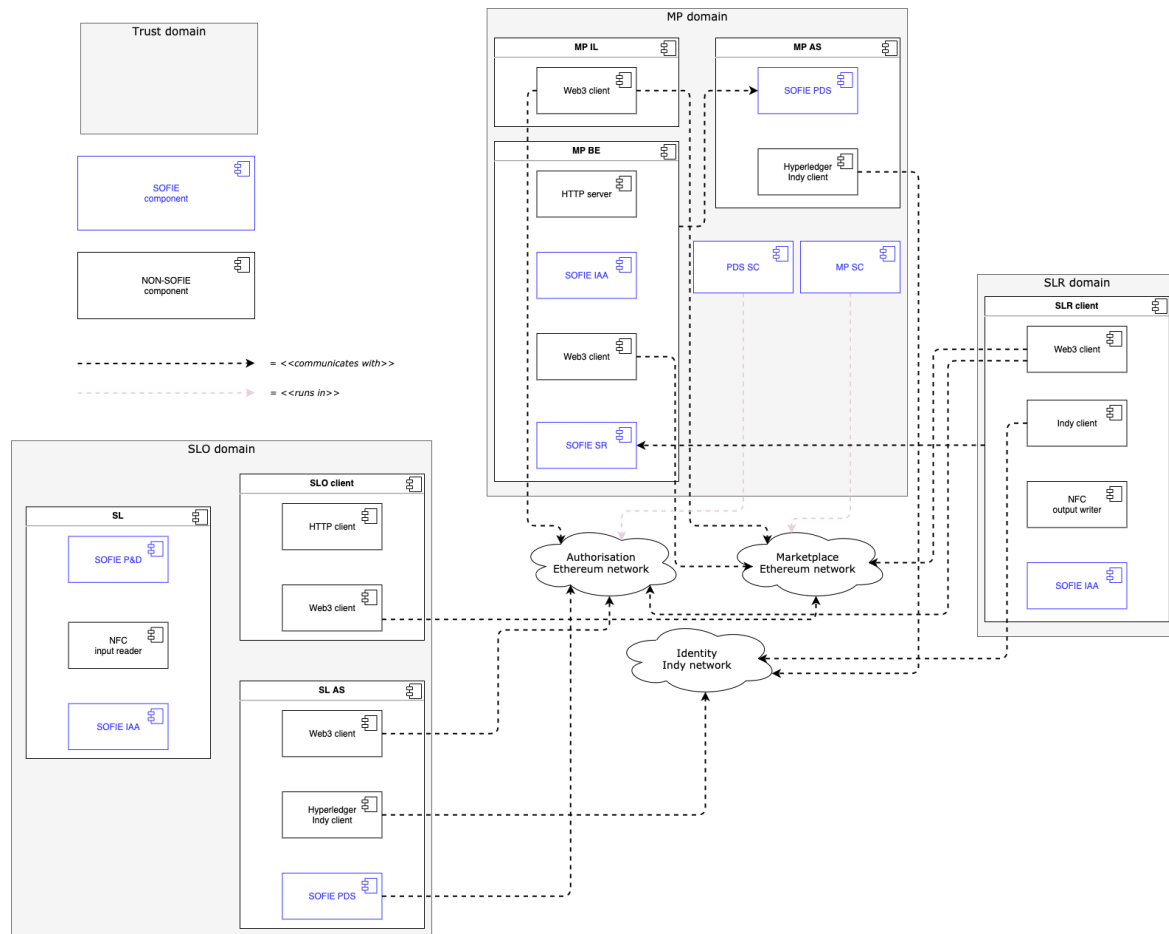 Trust domain
SOFIE
component
NON-SOFIE
component
= <<communicates with>>
= <<runs in>>
MP domain
MP IL
Web3 client
MP AS
SOFIE PDS
Hyperledger
Indy client
MP BE
HTTP server
SOFIE IAA
Web3 client
SOFIE SR
PDS SC
MP SC
SLR domain
SLR client
Web3 client
Indy client
NFC
output writer
SOFIE IAA
SLO domain
SL
SOFIE P&D
NFC
input reader
SOFIE IAA
SLO client
HTTP client
Web3 client
SL AS
Web3 client
Hyperledger
Indy client
SOFIE PDS
Authorisation
Ethereum network
Marketplace
Ethereum network
Identity
Indy network